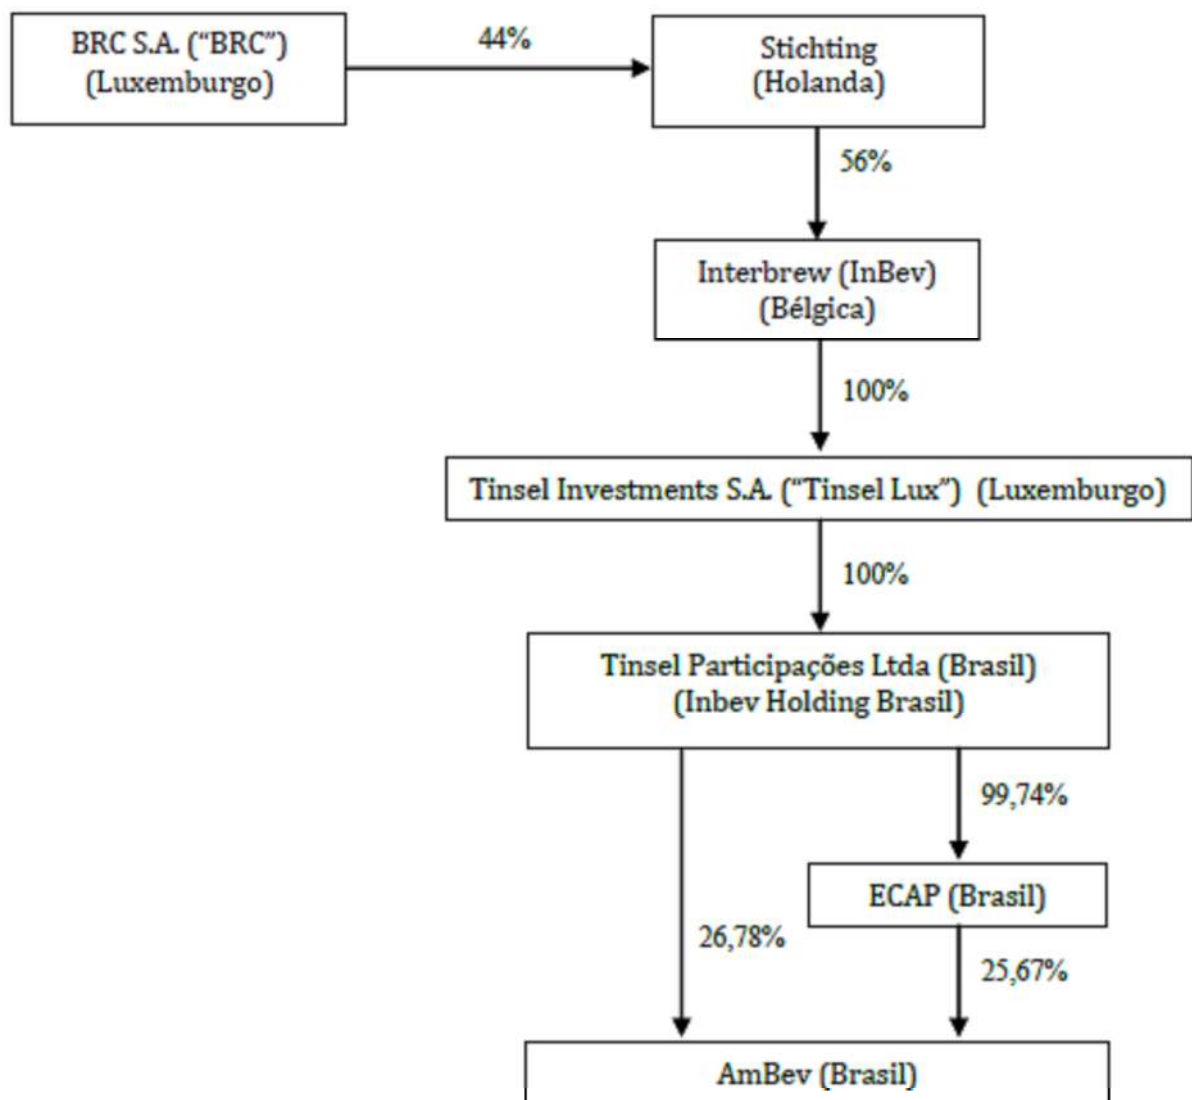 BRC S.A. (“BRC”)
(Luxemburgo)
44%
Stichting
(Holanda)
56%
Interbrew (InBev)
(Bélgica)
100%
Tinsel Investments S.A. (“Tinsel Lux”) (Luxemburgo)
100%
Tinsel Participações Ltda (Brasil)
(Inbev Holding Brasil)
99,74%
ECAP (Brasil)
26,78%
25,67%
AmBev (Brasil)